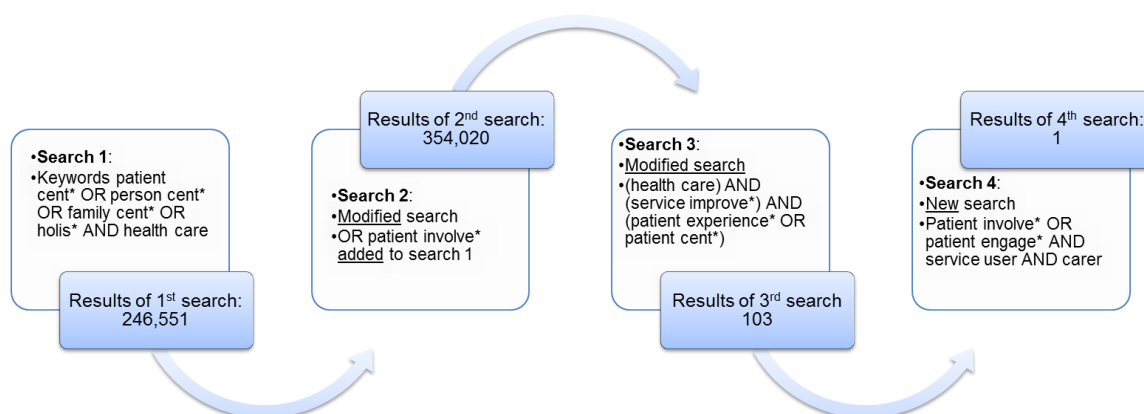 •Search 1:
•Keywords patient
cent* OR person cent*
OR family cent* OR
holis* AND health care
Results of 1st search:
246,551
Results of 2nd search:
354,020
•Search 2:
•Modified search
•OR patient involve*
added to search 1
•Search 3:
•Modified search
•(health care) AND
(service improve*) AND
(patient experience* OR
patient cent*)
Results of 3rd search
103
Results of 4th search:
1
•Search 4:
•New search
•Patient involve* OR
patient engage* AND
service user AND carer